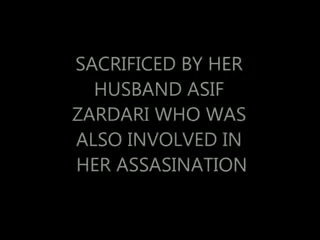 SACRIFICED BY HER
HUSBAND ASIF
ZARDARI WHO WAS
ALSO INVOLVED IN
HER ASSASINATION